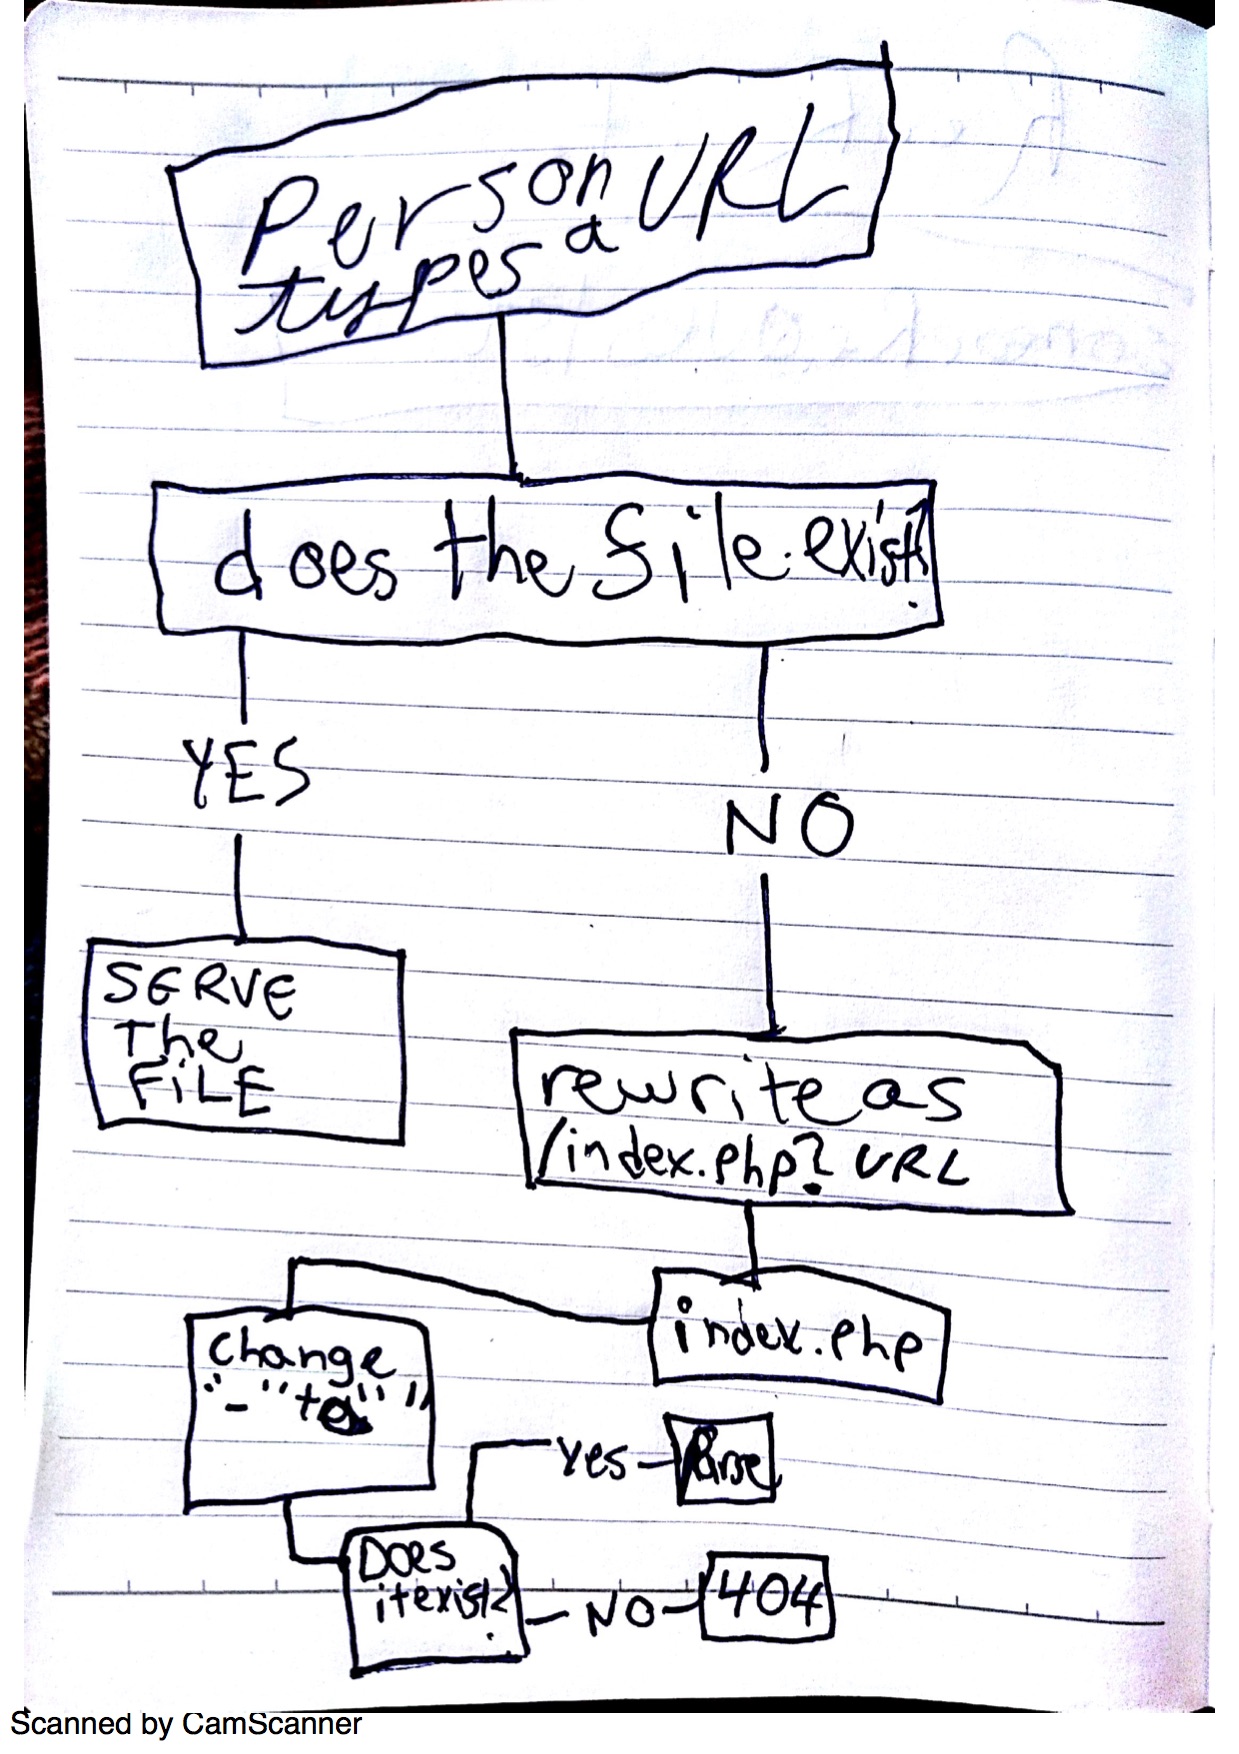 Person URL
types a
does the file exist?
YES
NO
SERVE
The
FiLE
rewrite as
/index.php? URL
index.php
Change
"-" to " "
Yes
Parse
Does
it exist?
NO
404
Scanned by CamScanner